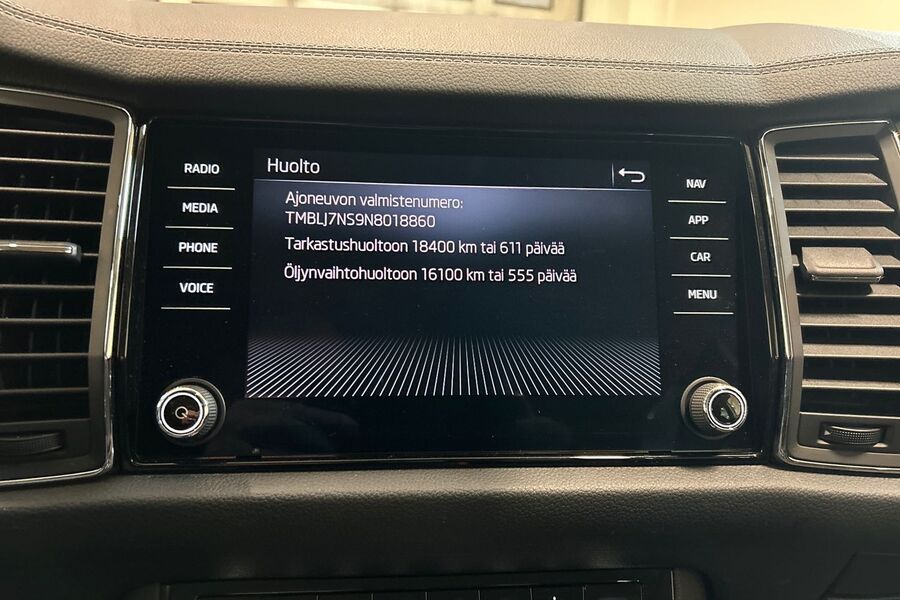 RADIO
MEDIA
PHONE
VOICE
Huolto
Ajoneuvon valmistenumero:
TMBLJ7NS9N8018860
Tarkastushuoltoon 18400 km tai 611 päivää
Öljynvaihtohuoltoon 16100 km tai 555 päivää
NAV
APP
CAR
MENU